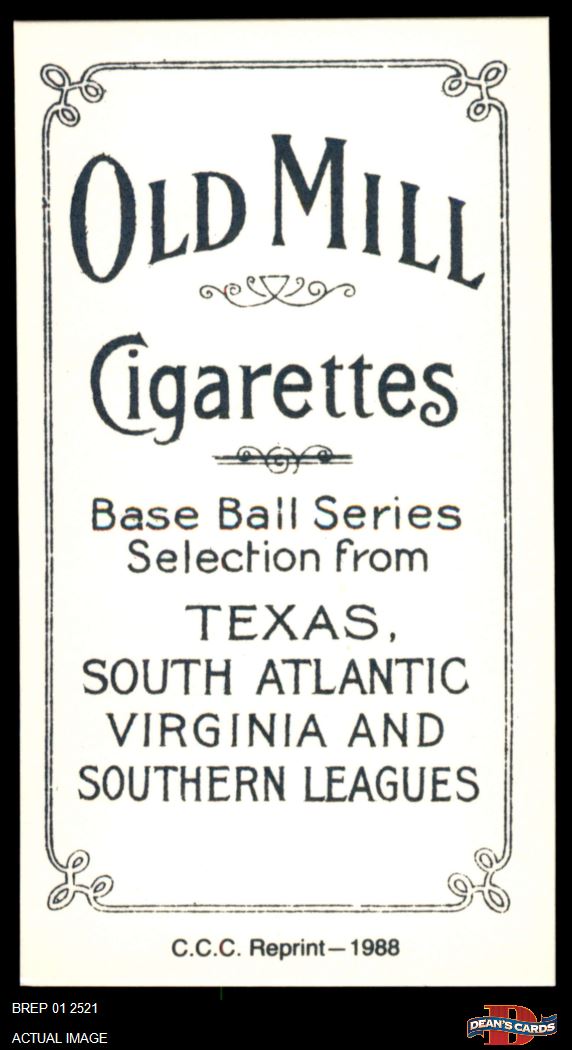 OLD MILL
Cigarettes
Base Ball Series
Selection from
TEXAS,
SOUTH ATLANTIC
VIRGINIA AND
SOUTHERN LEAGUES
C.C.C. Reprint—1988
BREP 01 2521
ACTUAL IMAGE
DEAN'S CARDS